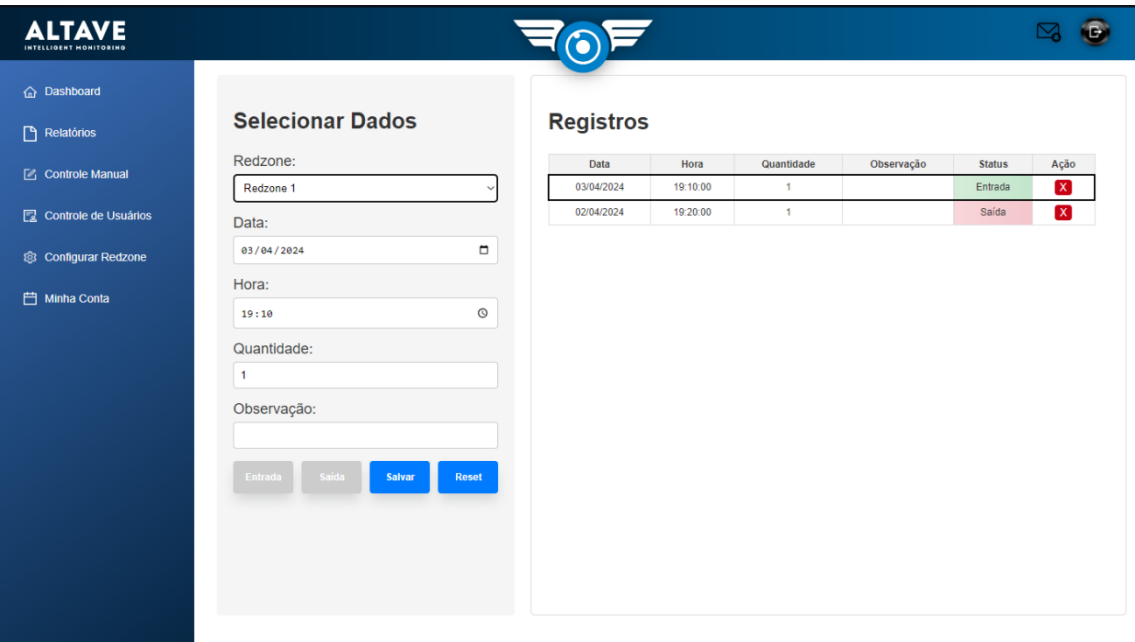 ALTAVE
INTELLIGENT MONITORING
Dashboard
Relatórios
Controle Manual
Controle de Usuários
Configurar Redzone
Minha Conta
Selecionar Dados
Redzone:
Redzone 1
Data:
03/04/2024
Hora:
19:10
Quantidade:
1
Observação:
Entrada Saída Salvar Reset
Registros
Data Hora Quantidade Observação Status Ação
03/04/2024 19:10:00 1 Entrada X
02/04/2024 19:20:00 1 Saída X